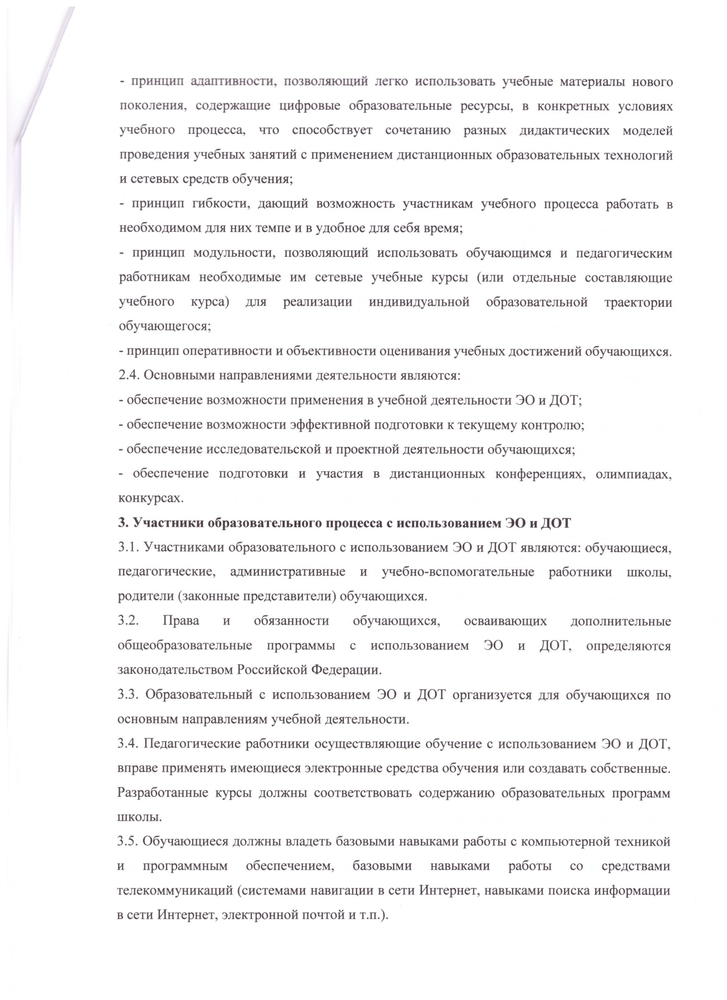 - принцип адаптивности, позволяющий легко использовать учебные материалы нового
поколения, содержащие цифровые образовательные ресурсы, в конкретных условиях
учебного процесса, что способствует сочетанию разных дидактических моделей
проведения учебных занятий с применением дистанционных образовательных технологий
и сетевых средств обучения;
- принцип гибкости, дающий возможность участникам учебного процесса работать в
необходимом для них темпе и в удобное для себя время;
- принцип модульности, позволяющий использовать обучающимся и педагогическим
работникам необходимые им сетевые учебные курсы (или отдельные составляющие
учебного курса) для реализации индивидуальной образовательной траектории
обучающегося;
- принцип оперативности и объективности оценивания учебных достижений обучающихся.
2.4. Основными направлениями деятельности являются:
- обеспечение возможности применения в учебной деятельности ЭО и ДОТ;
- обеспечение возможности эффективной подготовки к текущему контролю;
- обеспечение исследовательской и проектной деятельности обучающихся;
- обеспечение подготовки и участия в дистанционных конференциях, олимпиадах,
конкурсах.
3. Участники образовательного процесса с использованием ЭО и ДОТ
3.1. Участниками образовательного с использованием ЭО и ДОТ являются: обучающиеся,
педагогические, административные и учебно-вспомогательные работники школы,
родители (законные представители) обучающихся.
3.2. Права и обязанности обучающихся, осваивающих дополнительные
общеобразовательные программы с использованием ЭО и ДОТ, определяются
законодательством Российской Федерации.
3.3. Образовательный с использованием ЭО и ДОТ организуется для обучающихся по
основным направлениям учебной деятельности.
3.4. Педагогические работники осуществляющие обучение с использованием ЭО и ДОТ,
вправе применять имеющиеся электронные средства обучения или создавать собственные.
Разработанные курсы должны соответствовать содержанию образовательных программ
школы.
3.5. Обучающиеся должны владеть базовыми навыками работы с компьютерной техникой
и программным обеспечением, базовыми навыками работы со средствами
телекоммуникаций (системами навигации в сети Интернет, навыками поиска информации
в сети Интернет, электронной почтой и т.п.).